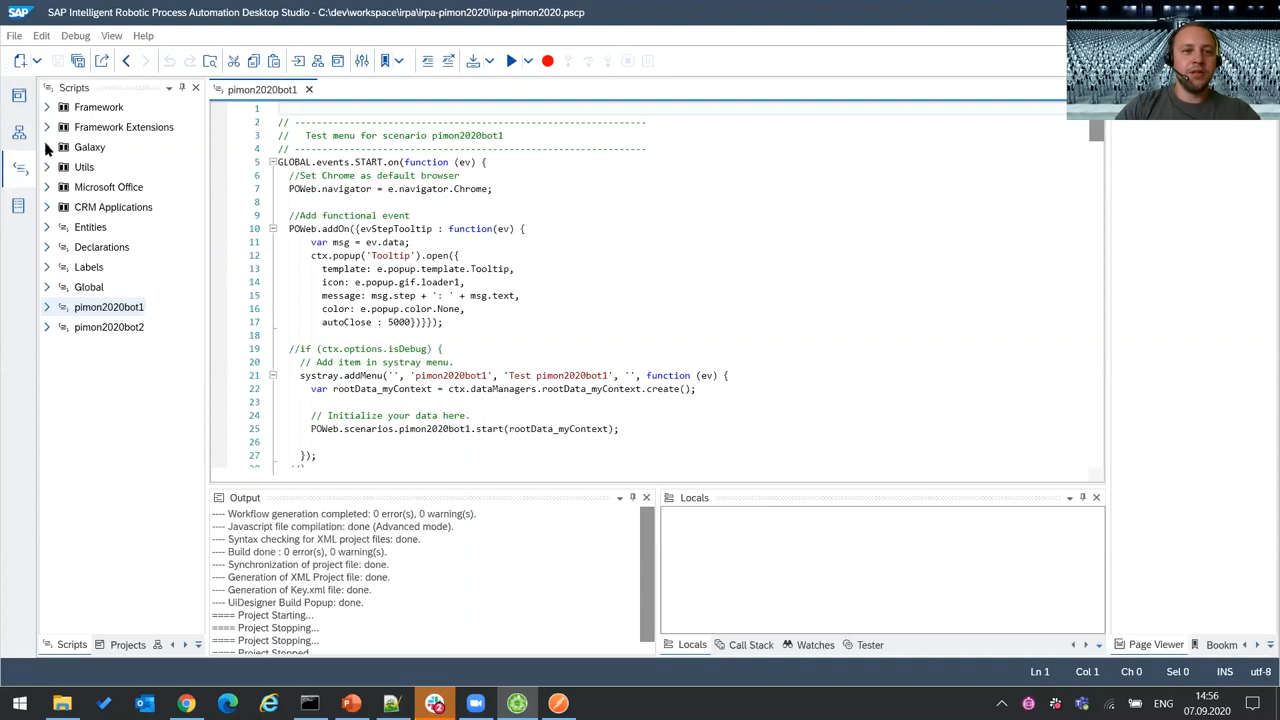 SAP SAP Intelligent Robotic Process Automation Desktop Studio - C:\dev\workspace\irpa\irpa-pimon2020\irpa-pimon2020.pscp
File Edit Debug View Help
Scripts
Framework
Framework Extensions
Galaxy
Utils
Microsoft Office
CRM Applications
Entities
Declarations
Labels
Global
pimon2020bot1
pimon2020bot2
pimon2020bot1
1
2 // ------------------------------------------------
3 //   Test menu for scenario pimon2020bot1
4 // ------------------------------------------------
5 GLOBAL.events.START.on(function (ev) {
6 //Set Chrome as default browser
7 POWeb.navigator = e.navigator.Chrome;
8
9 //Add functional event
10 POWeb.addOn({evStepTooltip : function(ev) {
11 var msg = ev.data;
12 ctx.popup('Tooltip').open({
13 template: e.popup.template.Tooltip,
14 icon: e.popup.gif.loader1,
15 message: msg.step + ': ' + msg.text,
16 color: e.popup.color.None,
17 autoClose : 5000})}});
18
19 //if (ctx.options.isDebug) {
20 // Add item in systray menu.
21 systray.addMenu('', 'pimon2020bot1', 'Test pimon2020bot1', '', function (ev) {
22 var rootData_myContext = ctx.dataManagers.rootData_myContext.create();
23
24 // Initialize your data here.
25 POWeb.scenarios.pimon2020bot1.start(rootData_myContext);
26
27 });
28 //}
Output
---- Workflow generation completed: 0 error(s), 0 warning(s).
---- Javascript file compilation: done (Advanced mode).
---- Syntax checking for XML project files: done.
---- Build done : 0 error(s), 0 warning(s).
---- Synchronization of project file: done.
---- Generation of XML Project file: done.
---- Generation of Key.xml file: done.
---- UiDesigner Build Popup: done.
==== Project Starting...
==== Project Stopping...
==== Project Stopping...
==== Project Stopped
Locals
Scripts Projects
Locals Call Stack Watches Tester
Page Viewer Bookm
Ln 1 Col 1 Ch 0 Sel 0 INS utf-8
14:56
07.09.2020